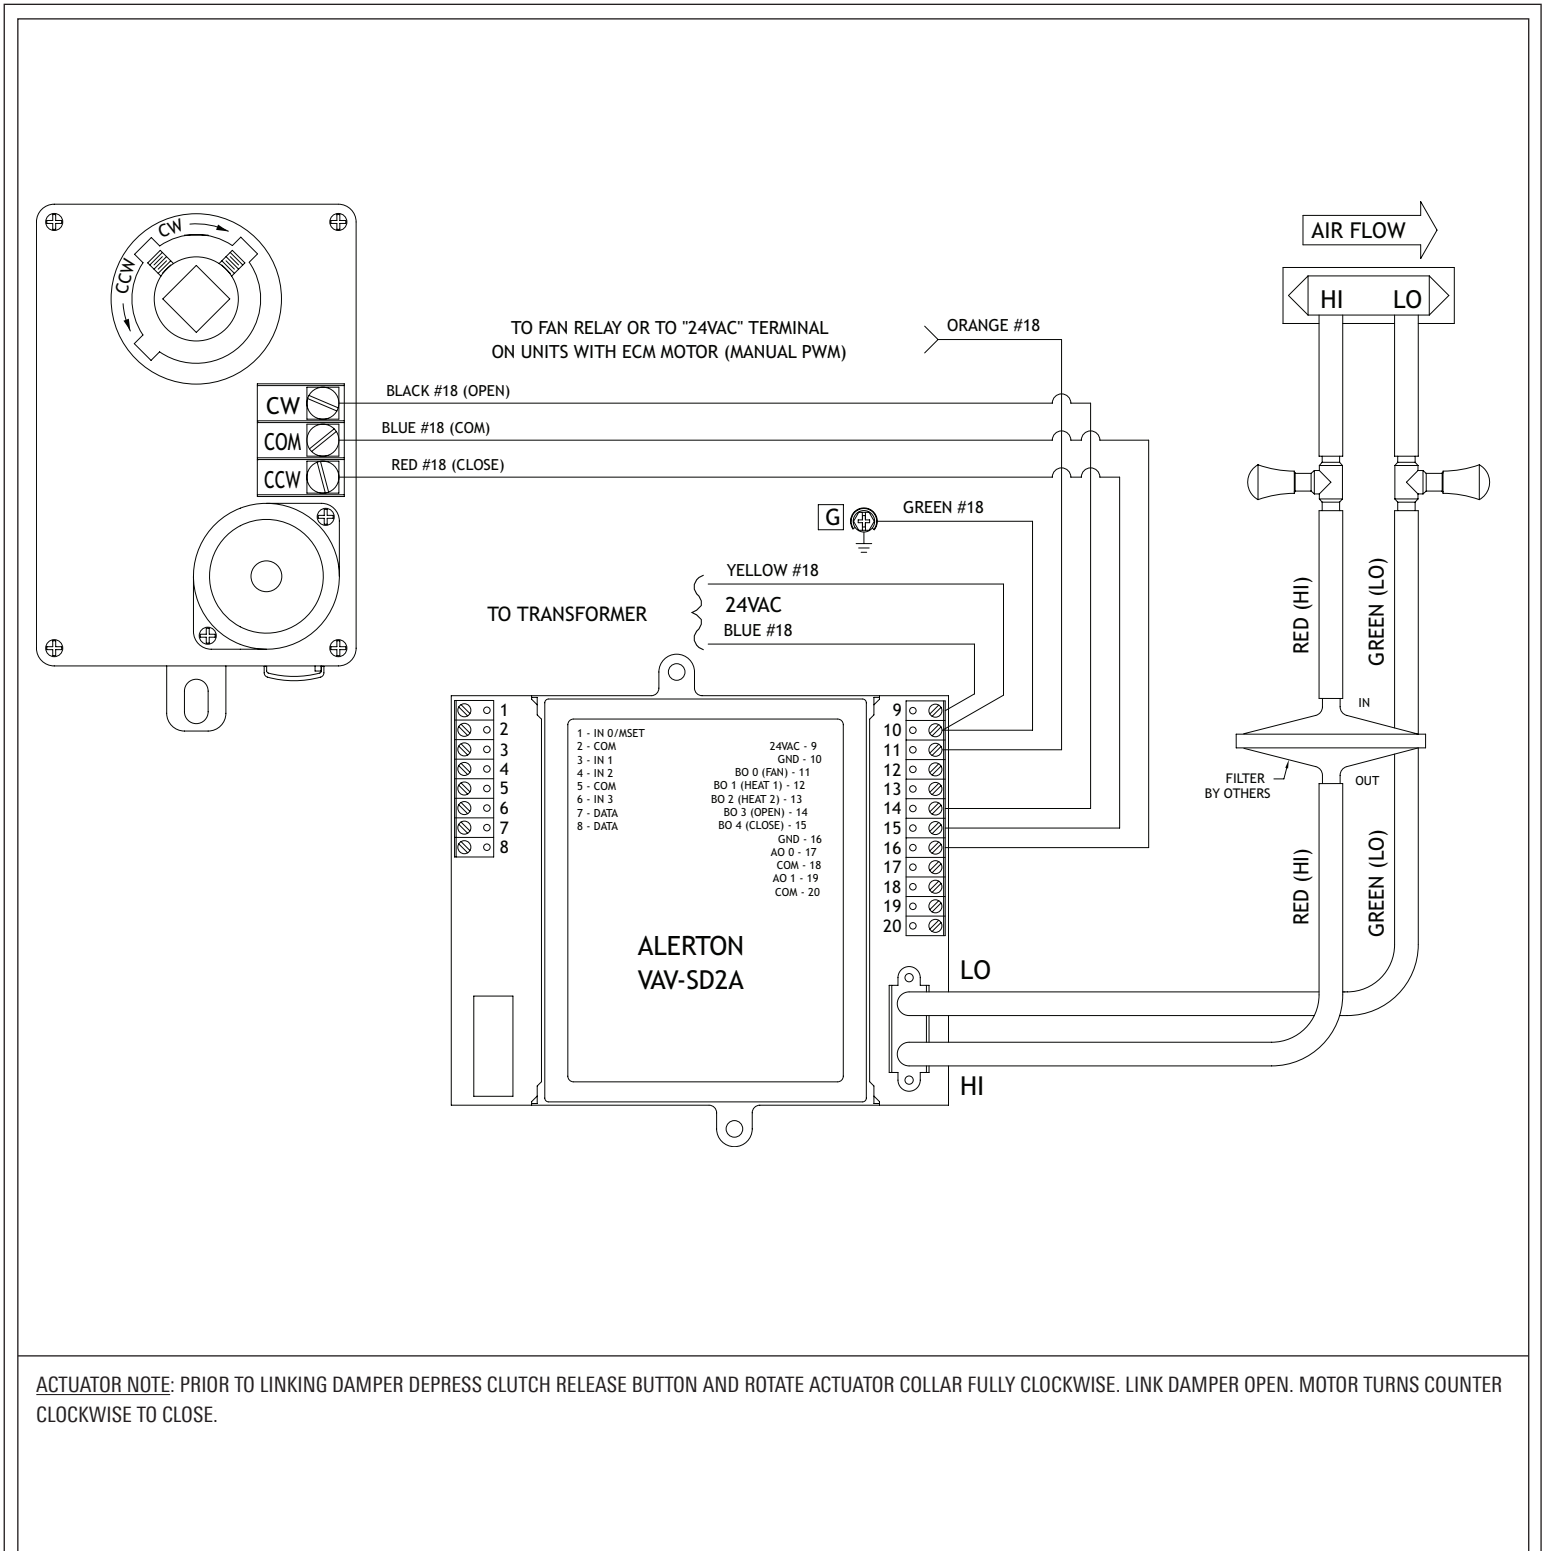 CW
CCW
AIR FLOW
HI LO
TO FAN RELAY OR TO "24VAC" TERMINAL
ON UNITS WITH ECM MOTOR (MANUAL PWM)
ORANGE #18
CW
BLACK #18 (OPEN)
COM
BLUE #18 (COM)
CCW
RED #18 (CLOSE)
G
GREEN #18
YELLOW #18
TO TRANSFORMER
24VAC
BLUE #18
RED (HI)
GREEN (LO)
IN
FILTER
BY OTHERS
OUT
RED (HI)
GREEN (LO)
1
2
3
4
5
6
7
8
1 - IN 0/MSET
2 - COM
3 - IN 1
4 - IN 2
5 - COM
6 - IN 3
7 - DATA
8 - DATA
24VAC - 9
GND - 10
BO 0 (FAN) - 11
BO 1 (HEAT 1) - 12
BO 2 (HEAT 2) - 13
BO 3 (OPEN) - 14
BO 4 (CLOSE) - 15
GND - 16
AO 0 - 17
COM - 18
AO 1 - 19
COM - 20
9
10
11
12
13
14
15
16
17
18
19
20
ALERTON
VAV-SD2A
LO
HI
ACTUATOR NOTE: PRIOR TO LINKING DAMPER DEPRESS CLUTCH RELEASE BUTTON AND ROTATE ACTUATOR COLLAR FULLY CLOCKWISE. LINK DAMPER OPEN. MOTOR TURNS COUNTER
CLOCKWISE TO CLOSE.